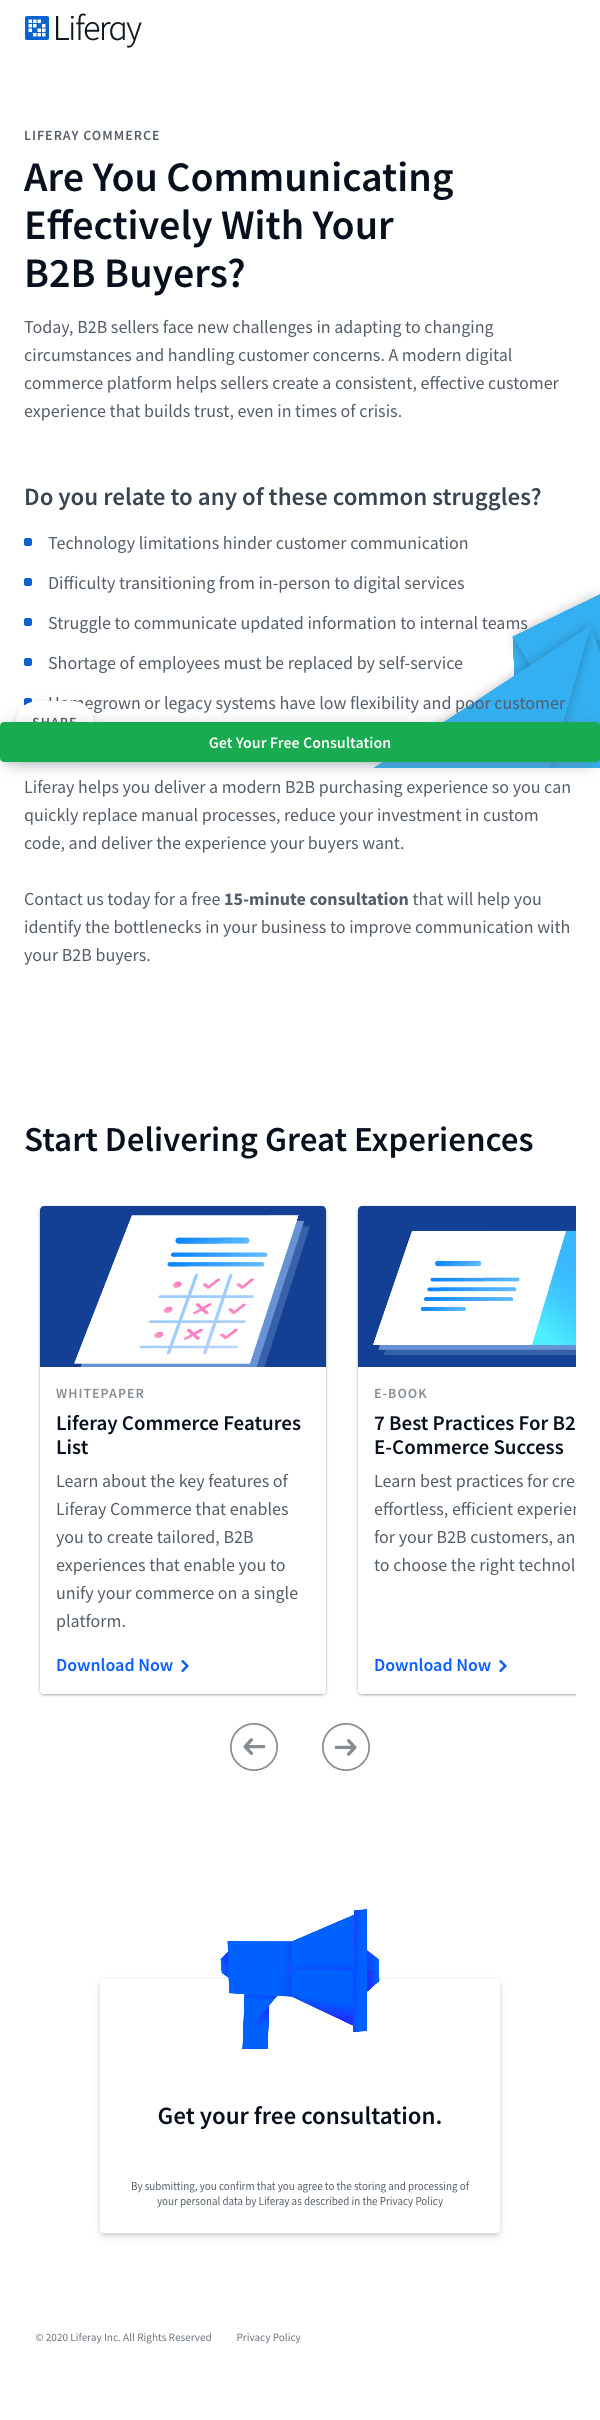 Liferay
LIFERAY COMMERCE
Are You Communicating
Effectively With Your
B2B Buyers?
Today, B2B sellers face new challenges in adapting to changing
circumstances and handling customer concerns. A modern digital
commerce platform helps sellers create a consistent, effective customer
experience that builds trust, even in times of crisis.
Do you relate to any of these common struggles?
Technology limitations hinder customer communication
Difficulty transitioning from in-person to digital services
Struggle to communicate updated information to internal teams
Shortage of employees must be replaced by self-service
Homegrown or legacy systems have low flexibility and poor customer
SHARE
Get Your Free Consultation
Liferay helps you deliver a modern B2B purchasing experience so you can
quickly replace manual processes, reduce your investment in custom
code, and deliver the experience your buyers want.
Contact us today for a free 15-minute consultation that will help you
identify the bottlenecks in your business to improve communication with
your B2B buyers.
Start Delivering Great Experiences
WHITEPAPER
Liferay Commerce Features
List
Learn about the key features of
Liferay Commerce that enables
you to create tailored, B2B
experiences that enable you to
unify your commerce on a single
platform.
Download Now
E-BOOK
7 Best Practices For B2
E-Commerce Success
Learn best practices for cre
effortless, efficient experien
for your B2B customers, an
to choose the right technol
Download Now
Get your free consultation.
By submitting, you confirm that you agree to the storing and processing of
your personal data by Liferay as described in the Privacy Policy
© 2020 Liferay Inc. All Rights Reserved Privacy Policy